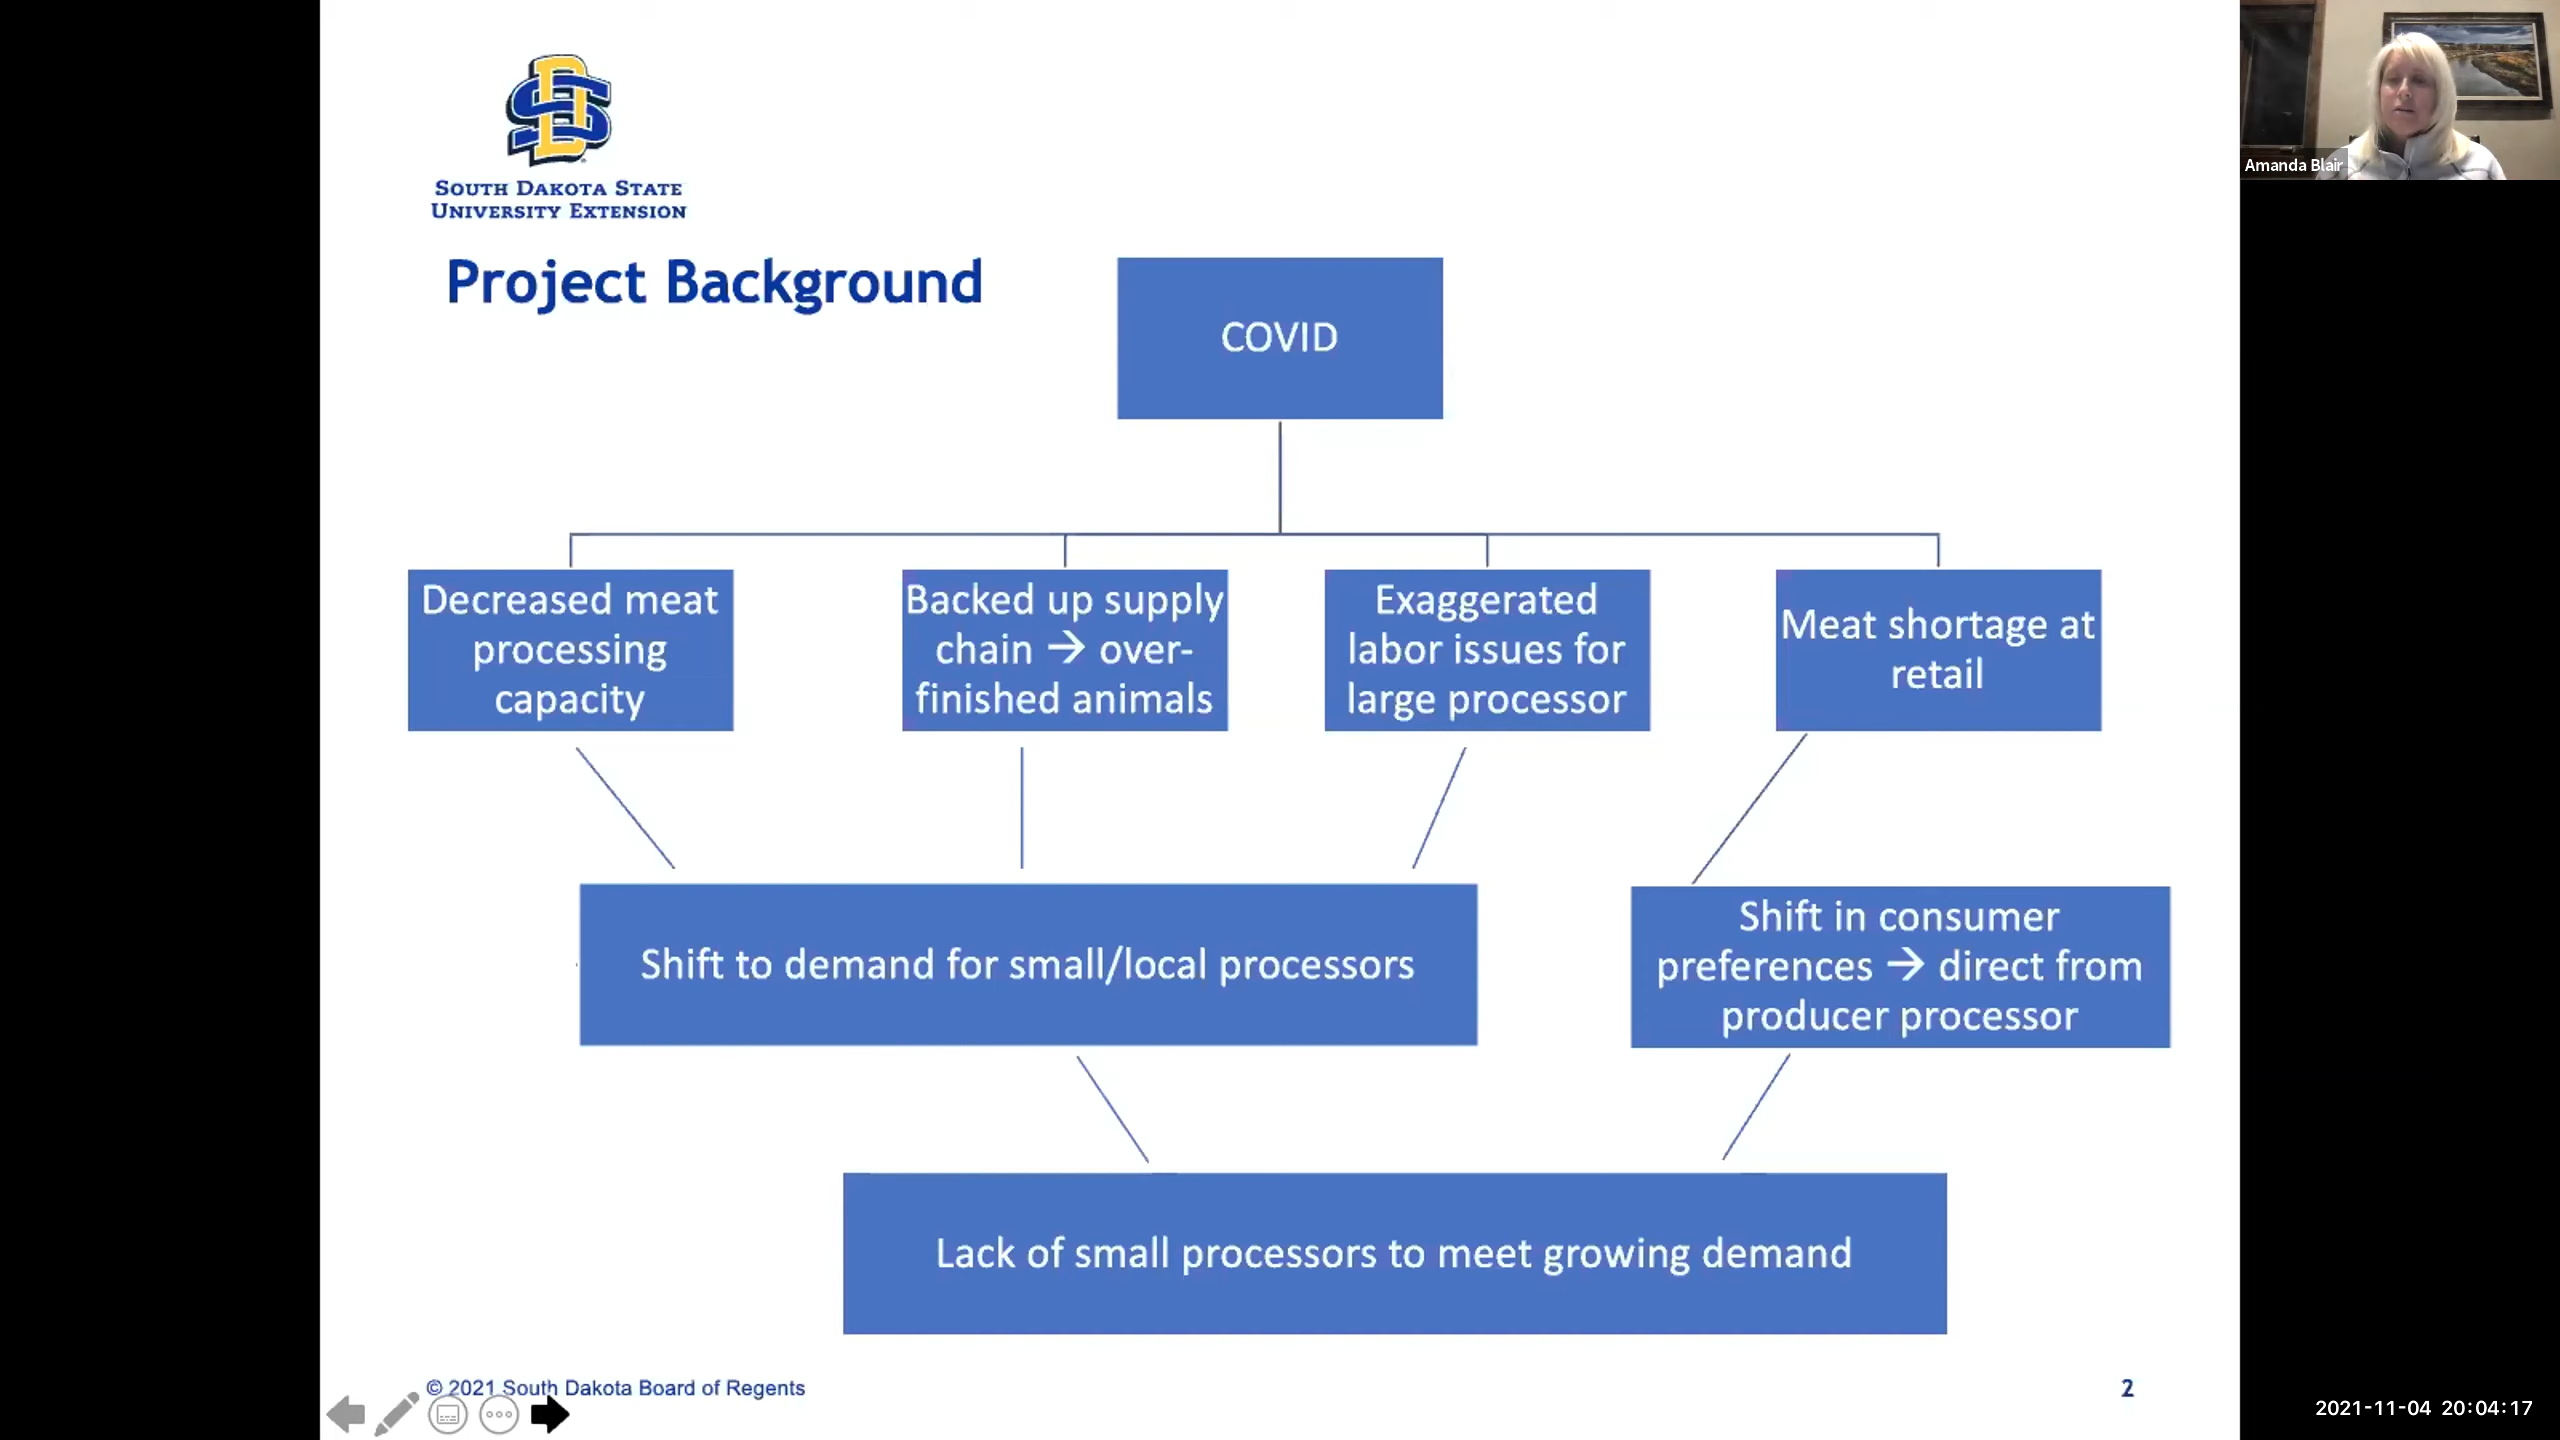 SOUTH DAKOTA STATE
UNIVERSITY EXTENSION
Amanda Blair
Project Background
COVID
Decreased meat
processing
capacity
Backed up supply
chain → over-
finished animals
Exaggerated
labor issues for
large processor
Meat shortage at
retail
Shift to demand for small/local processors
Shift in consumer
preferences → direct from
producer processor
Lack of small processors to meet growing demand
© 2021 South Dakota Board of Regents
2
2021-11-04 20:04:17